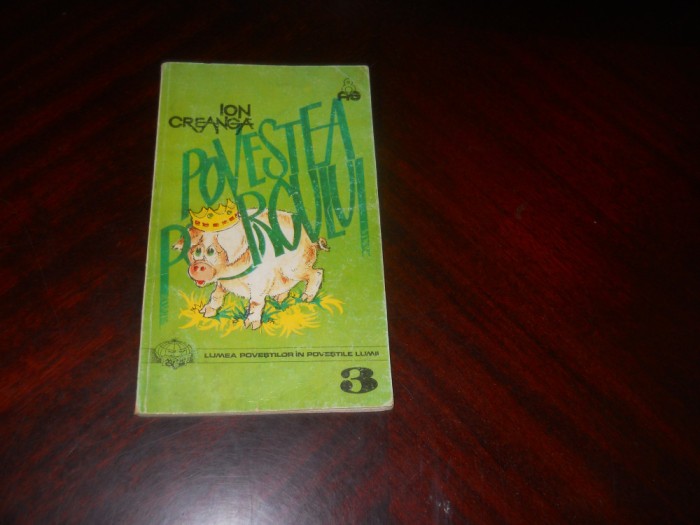 ION
CREANGĂ
POVESTEA
PORCULUI
LUMEA POVEȘTILOR ÎN POVEȘTILE LUMII
3